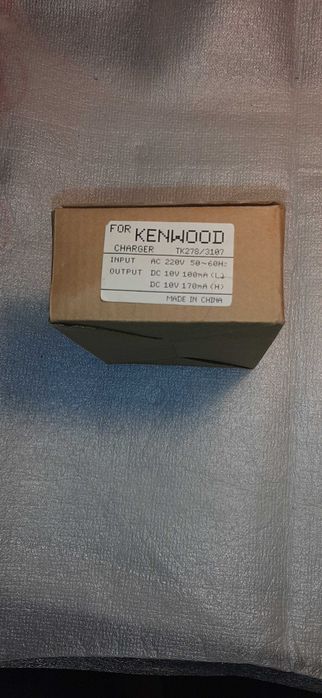 FOR KENWOOD
CHARGER TK278/3107
INPUT AC 220V 50~60Hz
OUTPUT DC 10V 100mA (L)
DC 10V 170mA (H)
MADE IN CHINA